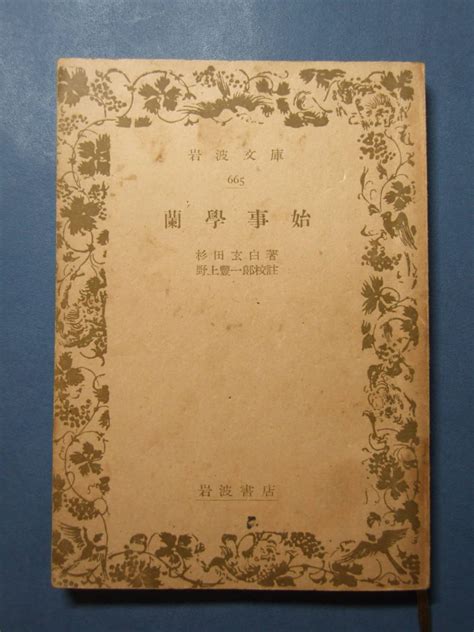 岩波文庫
665
蘭學事始
杉田玄白著
野上豐一郎校註
岩波書店